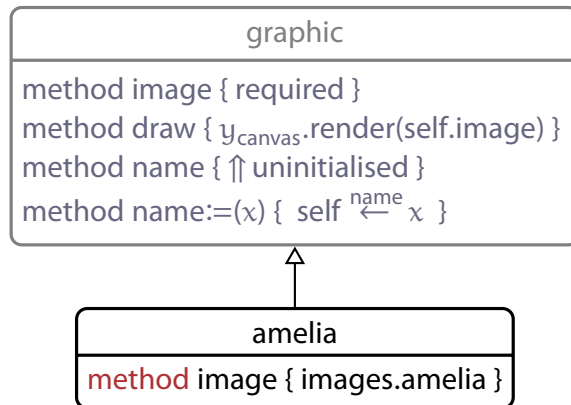 graphic
method image { required }
method draw { y_canvas.render(self.image) }
method name { ⇑ uninitialised }
method name:=(x) { self ←^name x }
amelia
method image { images.amelia }